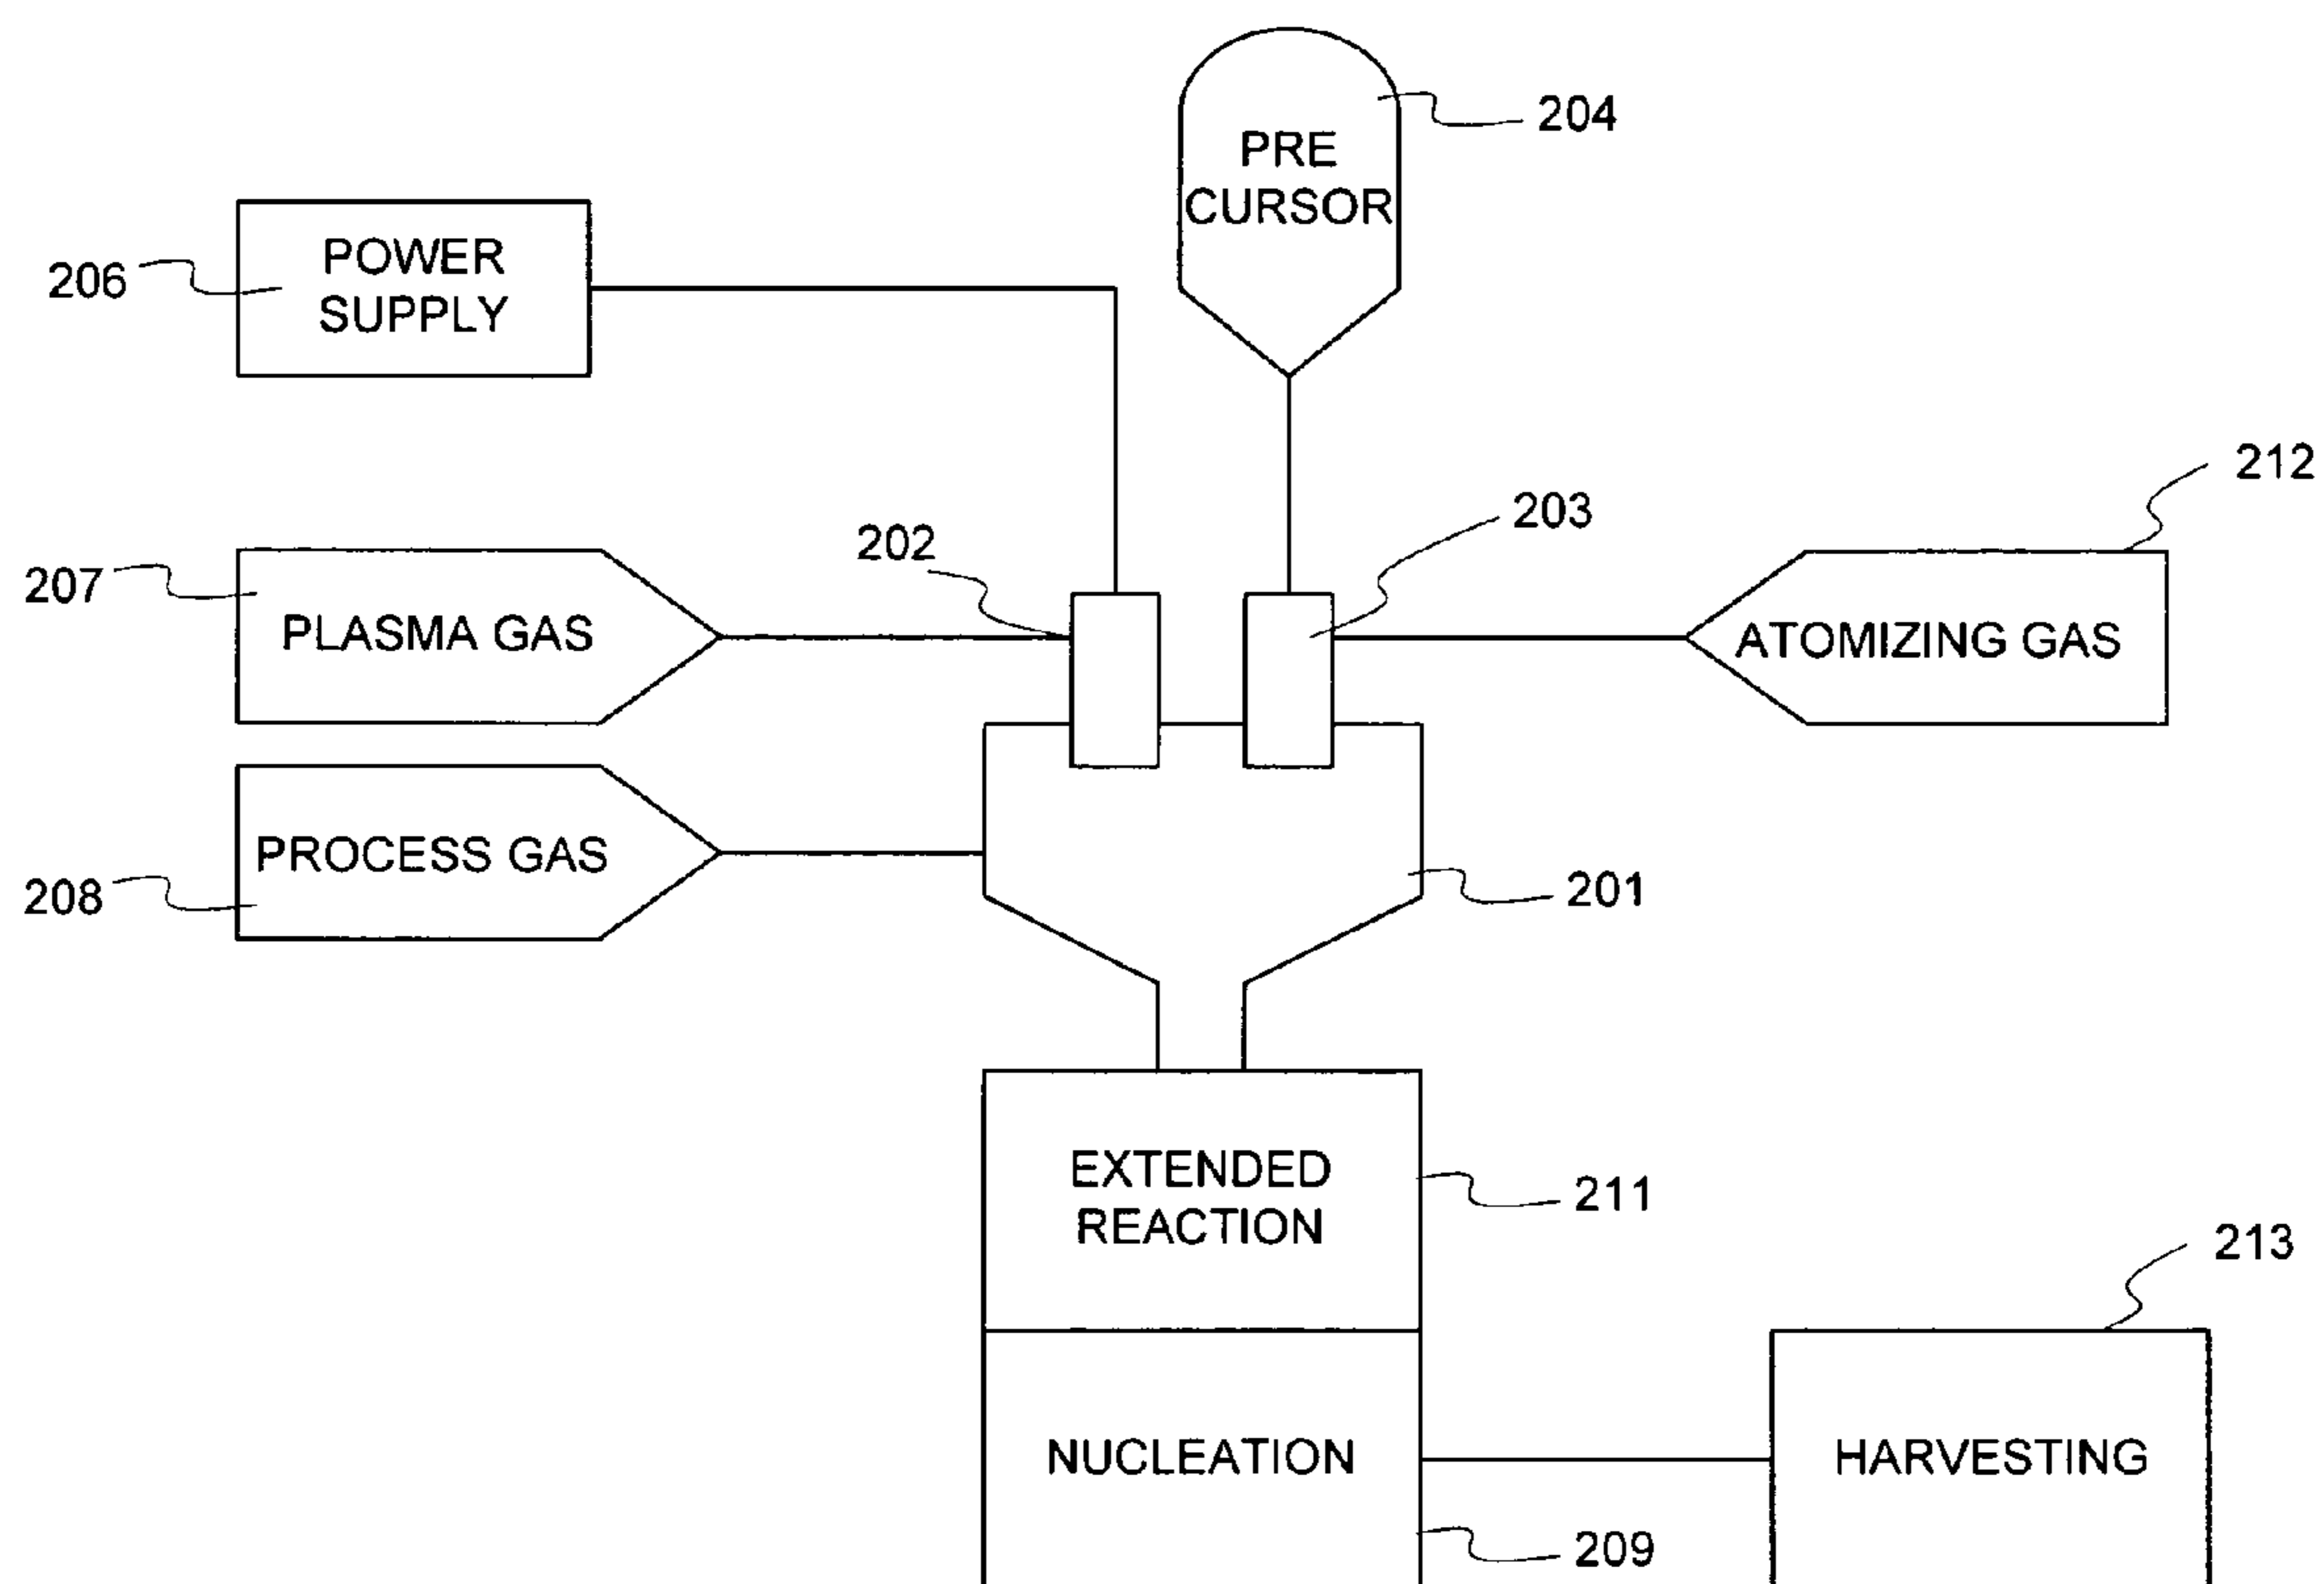 204
PRE
CURSOR
206
POWER
SUPPLY
212
203
202
207
PLASMA GAS
ATOMIZING GAS
PROCESS GAS
208
201
EXTENDED
REACTION
211
213
NUCLEATION
HARVESTING
209